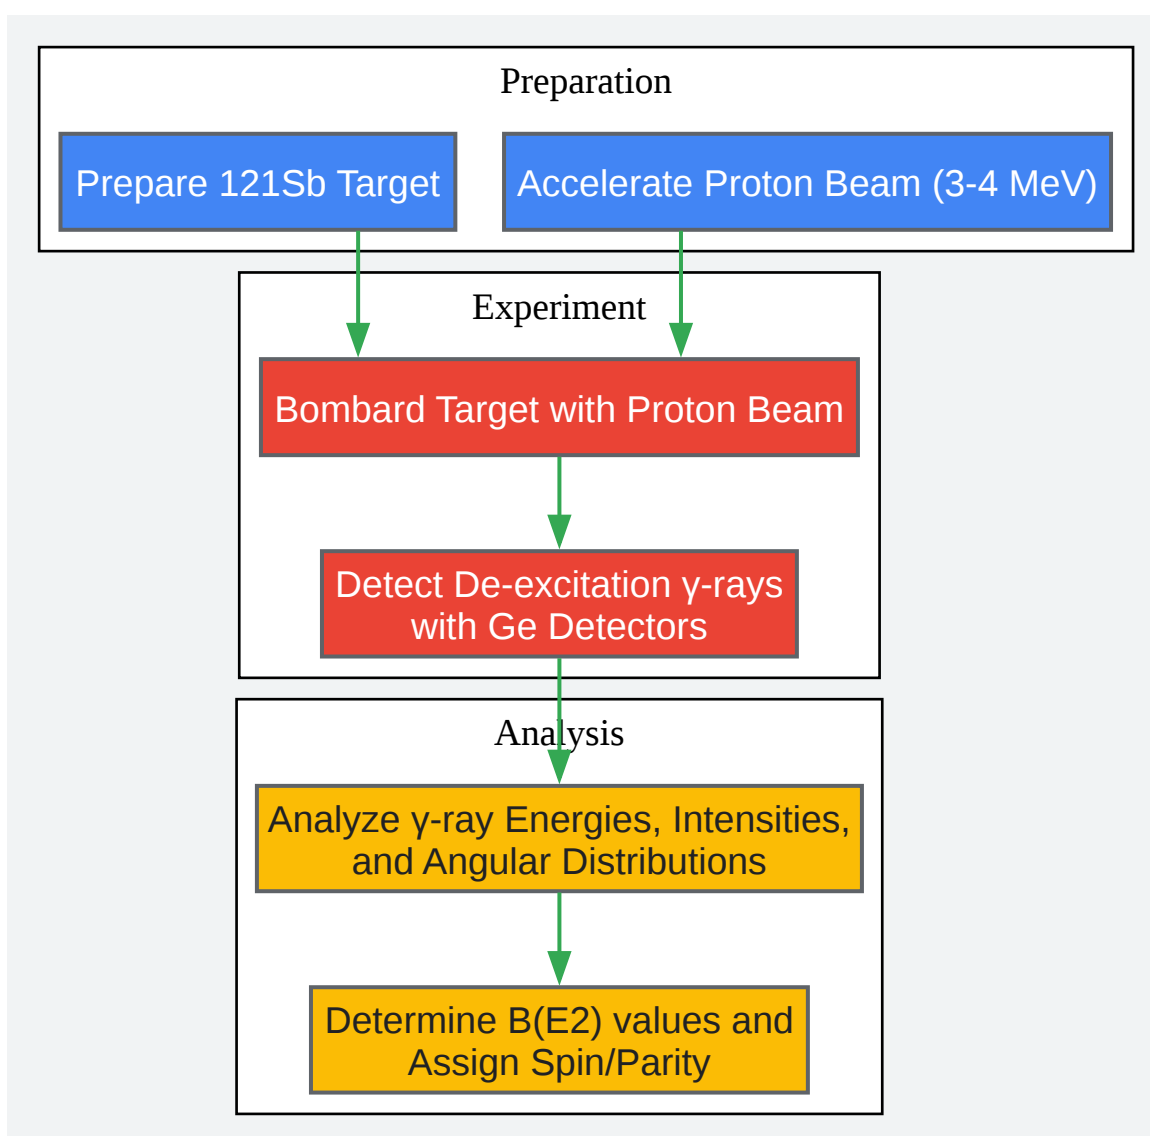 Preparation
Prepare 121Sb Target
Accelerate Proton Beam (3-4 MeV)
Experiment
Bombard Target with Proton Beam
Detect De-excitation γ-rays
with Ge Detectors
Analysis
Analyze γ-ray Energies, Intensities,
and Angular Distributions
Determine B(E2) values and
Assign Spin/Parity